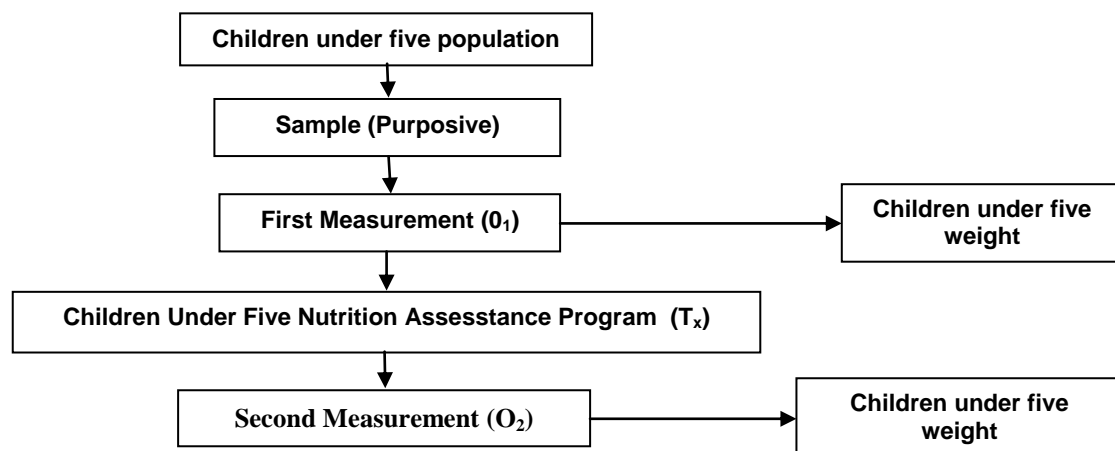 Children under five population
Sample (Purposive)
First Measurement (0₁)
Children under five
weight
Children Under Five Nutrition Assesstance Program (Tₓ)
Second Measurement (O₂)
Children under five
weight